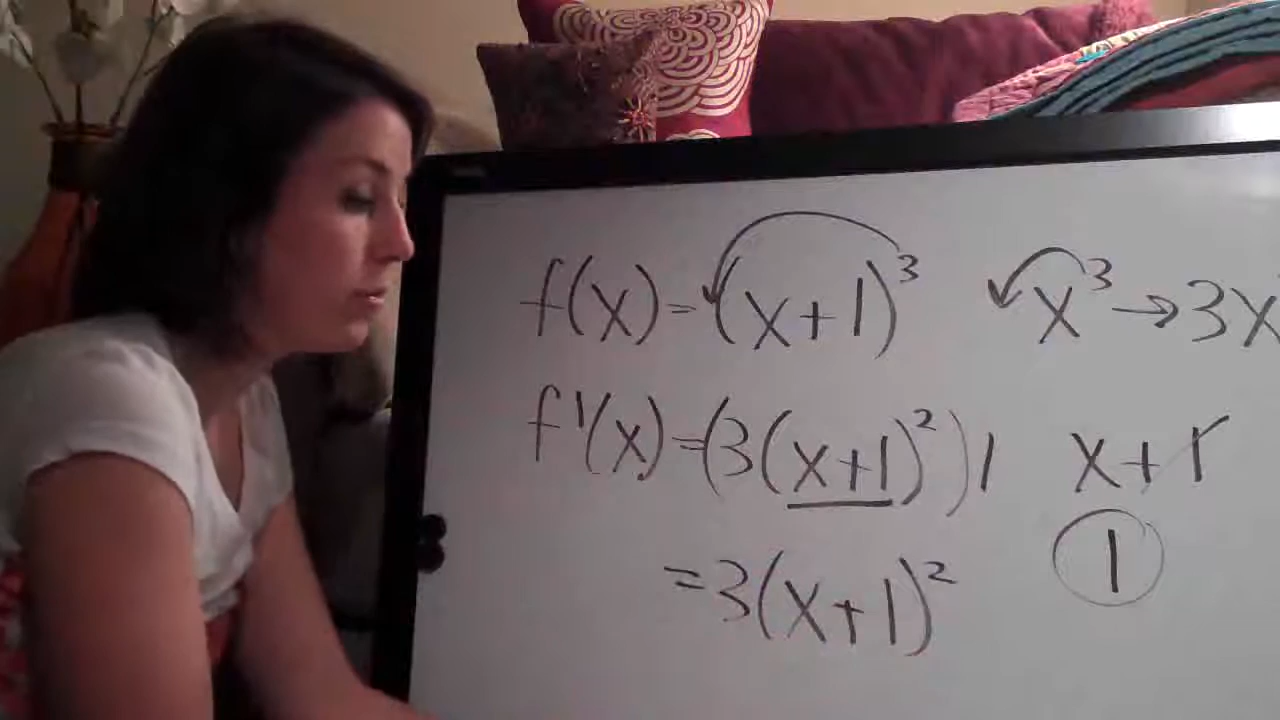 f(x)=(x+1)³ x³→3x
f'(x)=(3(x+1)²)1 x+1
=3(x+1)² 1